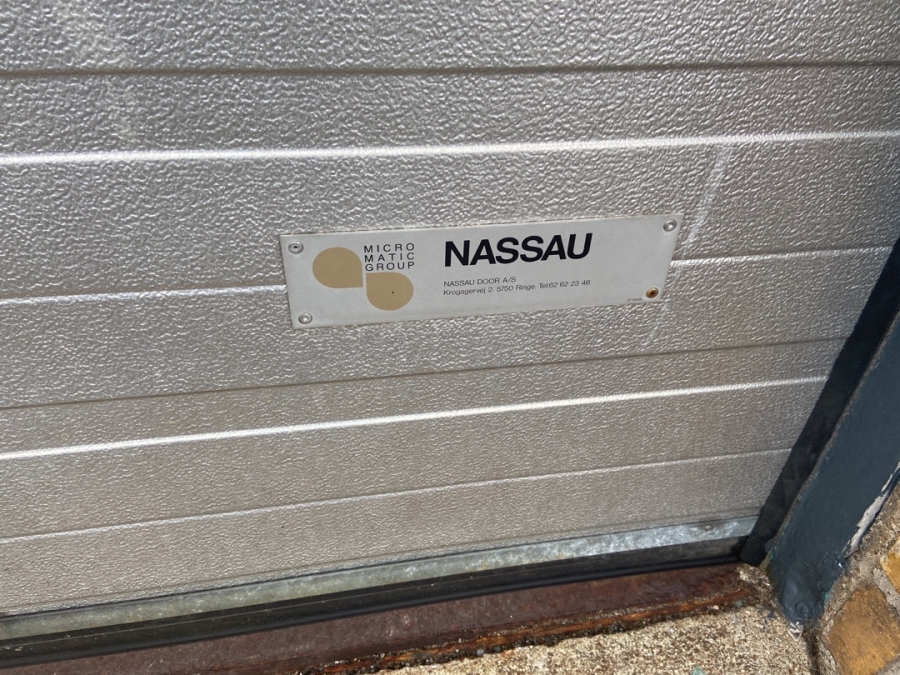 MICRO
MATIC
GROUP
NASSAU
NASSAU DOOR A/S
Krogagervej 2, 5750 Ringe. Tel.62 62 23 46